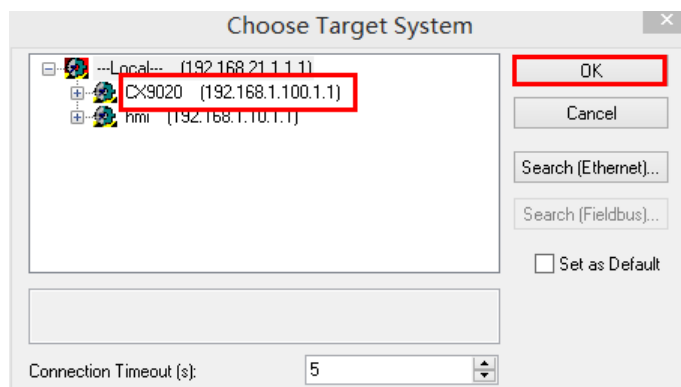 Choose Target System
---Local--- (192.168.21.1.1.1)
CX9020 (192.168.1.100.1.1)
hmi (192.168.1.10.1.1)
OK
Cancel
Search (Ethernet)...
Search (Fieldbus)...
Set as Default
Connection Timeout (s):
5